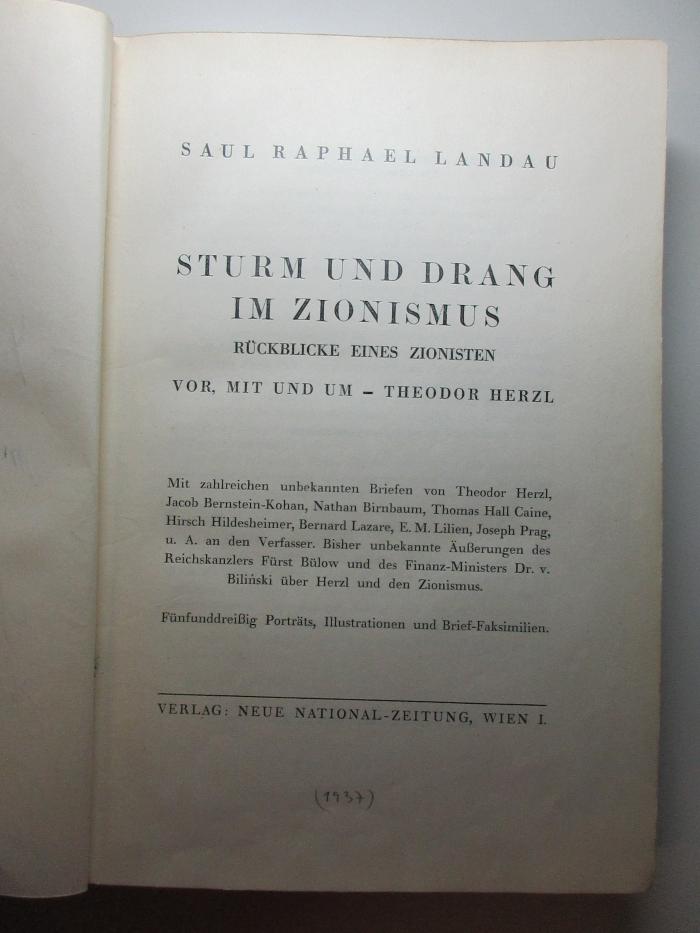 SAUL RAPHAEL LANDAU
STURM UND DRANG
IM ZIONISMUS
RÜCKBLICKE EINES ZIONISTEN
VOR, MIT UND UM – THEODOR HERZL
Mit zahlreichen unbekannten Briefen von Theodor Herzl,
Jacob Bernstein-Kohan, Nathan Birnbaum, Thomas Hall Caine,
Hirsch Hildesheimer, Bernard Lazare, E. M. Lilien, Joseph Prag,
u. A. an den Verfasser. Bisher unbekannte Äußerungen des
Reichskanzlers Fürst Bülow und des Finanz-Ministers Dr. v.
Biliński über Herzl und den Zionismus.
Fünfunddreißig Porträts, Illustrationen und Brief-Faksimilien.
VERLAG: NEUE NATIONAL-ZEITUNG, WIEN I.
(1937)